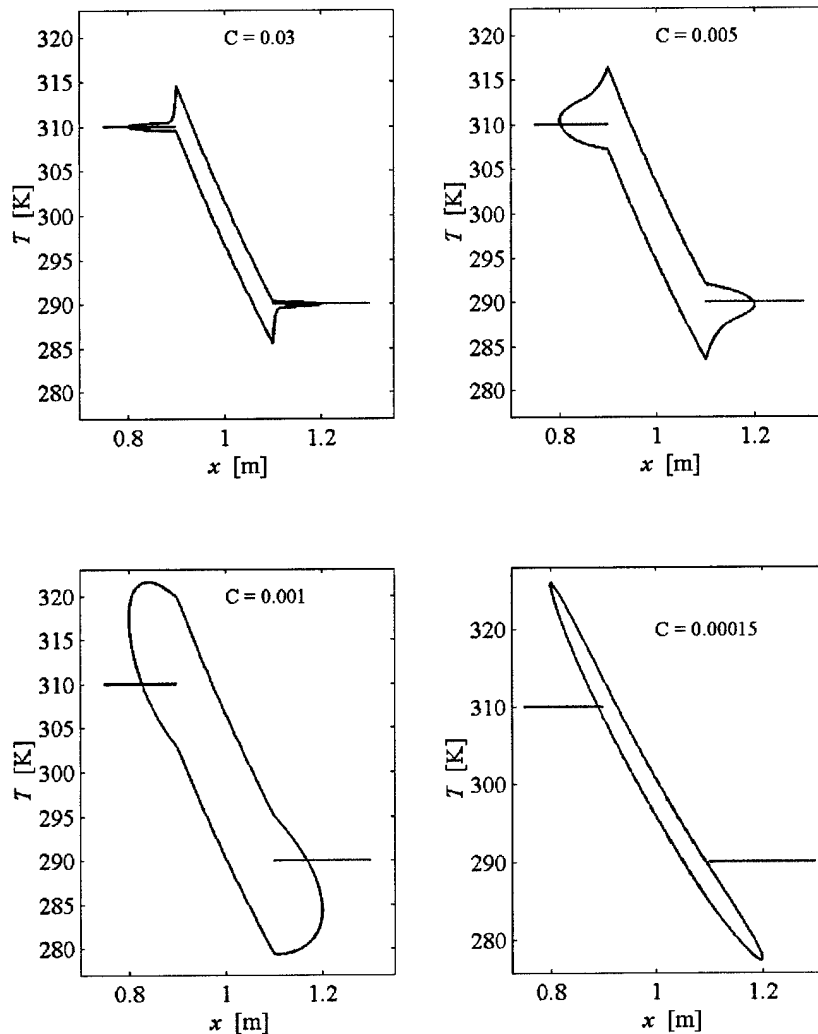 C = 0.03
T [K]
320
315
310
305
300
295
290
285
280
0.8 1 1.2
x [m]
C = 0.005
T [K]
320
315
310
305
300
295
290
285
280
0.8 1 1.2
x [m]
C = 0.001
T [K]
320
315
310
305
300
295
290
285
280
0.8 1 1.2
x [m]
C = 0.00015
T [K]
320
310
300
290
280
0.8 1 1.2
x [m]